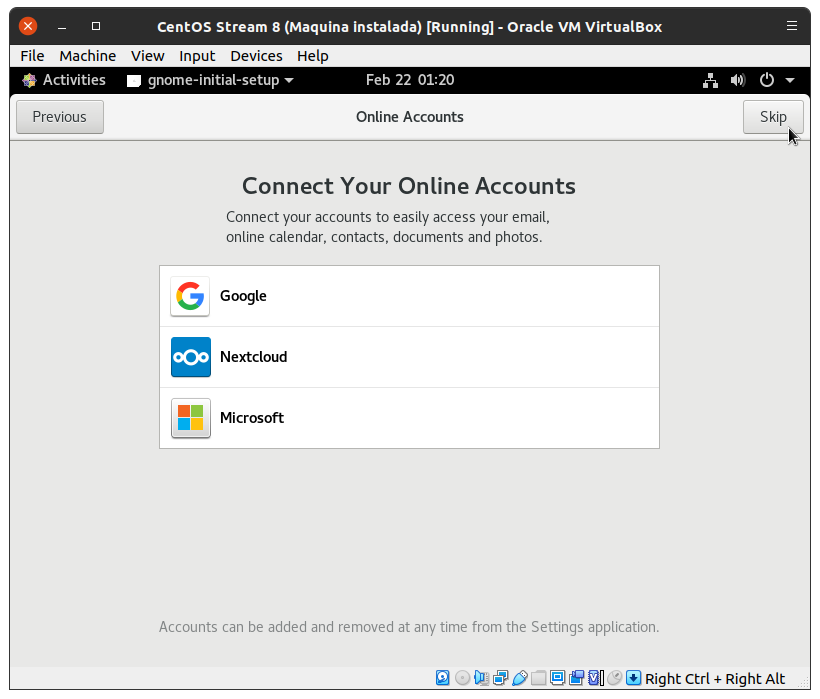 CentOS Stream 8 (Maquina instalada) [Running] - Oracle VM VirtualBox
File Machine View Input Devices Help
Activities gnome-initial-setup Feb 22 01:20
Previous Online Accounts Skip
Connect Your Online Accounts
Connect your accounts to easily access your email,
online calendar, contacts, documents and photos.
Google
Nextcloud
Microsoft
Accounts can be added and removed at any time from the Settings application.
Right Ctrl + Right Alt